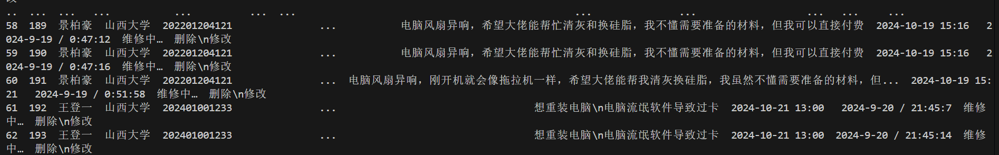 ..  ...  ...   ...           ...          ...  ...                                                   ...               ...                   ...   ...     ...
58  189  景柏豪  山西大学  202201204121               ...           电脑风扇异响，希望大佬能帮忙清灰和换硅脂，我不懂需要准备的材料，但我可以直接付费  2024-10-19 15:16   2
024-9-19 / 0:47:12  维修中…  删除\n修改
59  190  景柏豪  山西大学  202201204121               ...           电脑风扇异响，希望大佬能帮忙清灰和换硅脂，我不懂需要准备的材料，但我可以直接付费  2024-10-19 15:16   2
024-9-19 / 0:47:16  维修中…  删除\n修改
60  191  景柏豪  山西大学  202201204121               ...  电脑风扇异响，刚开机就会像拖拉机一样，希望大佬能帮我清灰换硅脂，我虽然不懂需要准备的材料，但...  2024-10-19 15:
21   2024-9-19 / 0:51:58  维修中…  删除\n修改
61  192  王登一  山西大学  202401001233               ...                                  想重装电脑\n电脑流氓软件导致过卡  2024-10-21 13:00   2024-9-20 / 21:45:7  维修
中…  删除\n修改
62  193  王登一  山西大学  202401001233               ...                                  想重装电脑\n电脑流氓软件导致过卡  2024-10-21 13:00  2024-9-20 / 21:45:14  维修
中…  删除\n修改